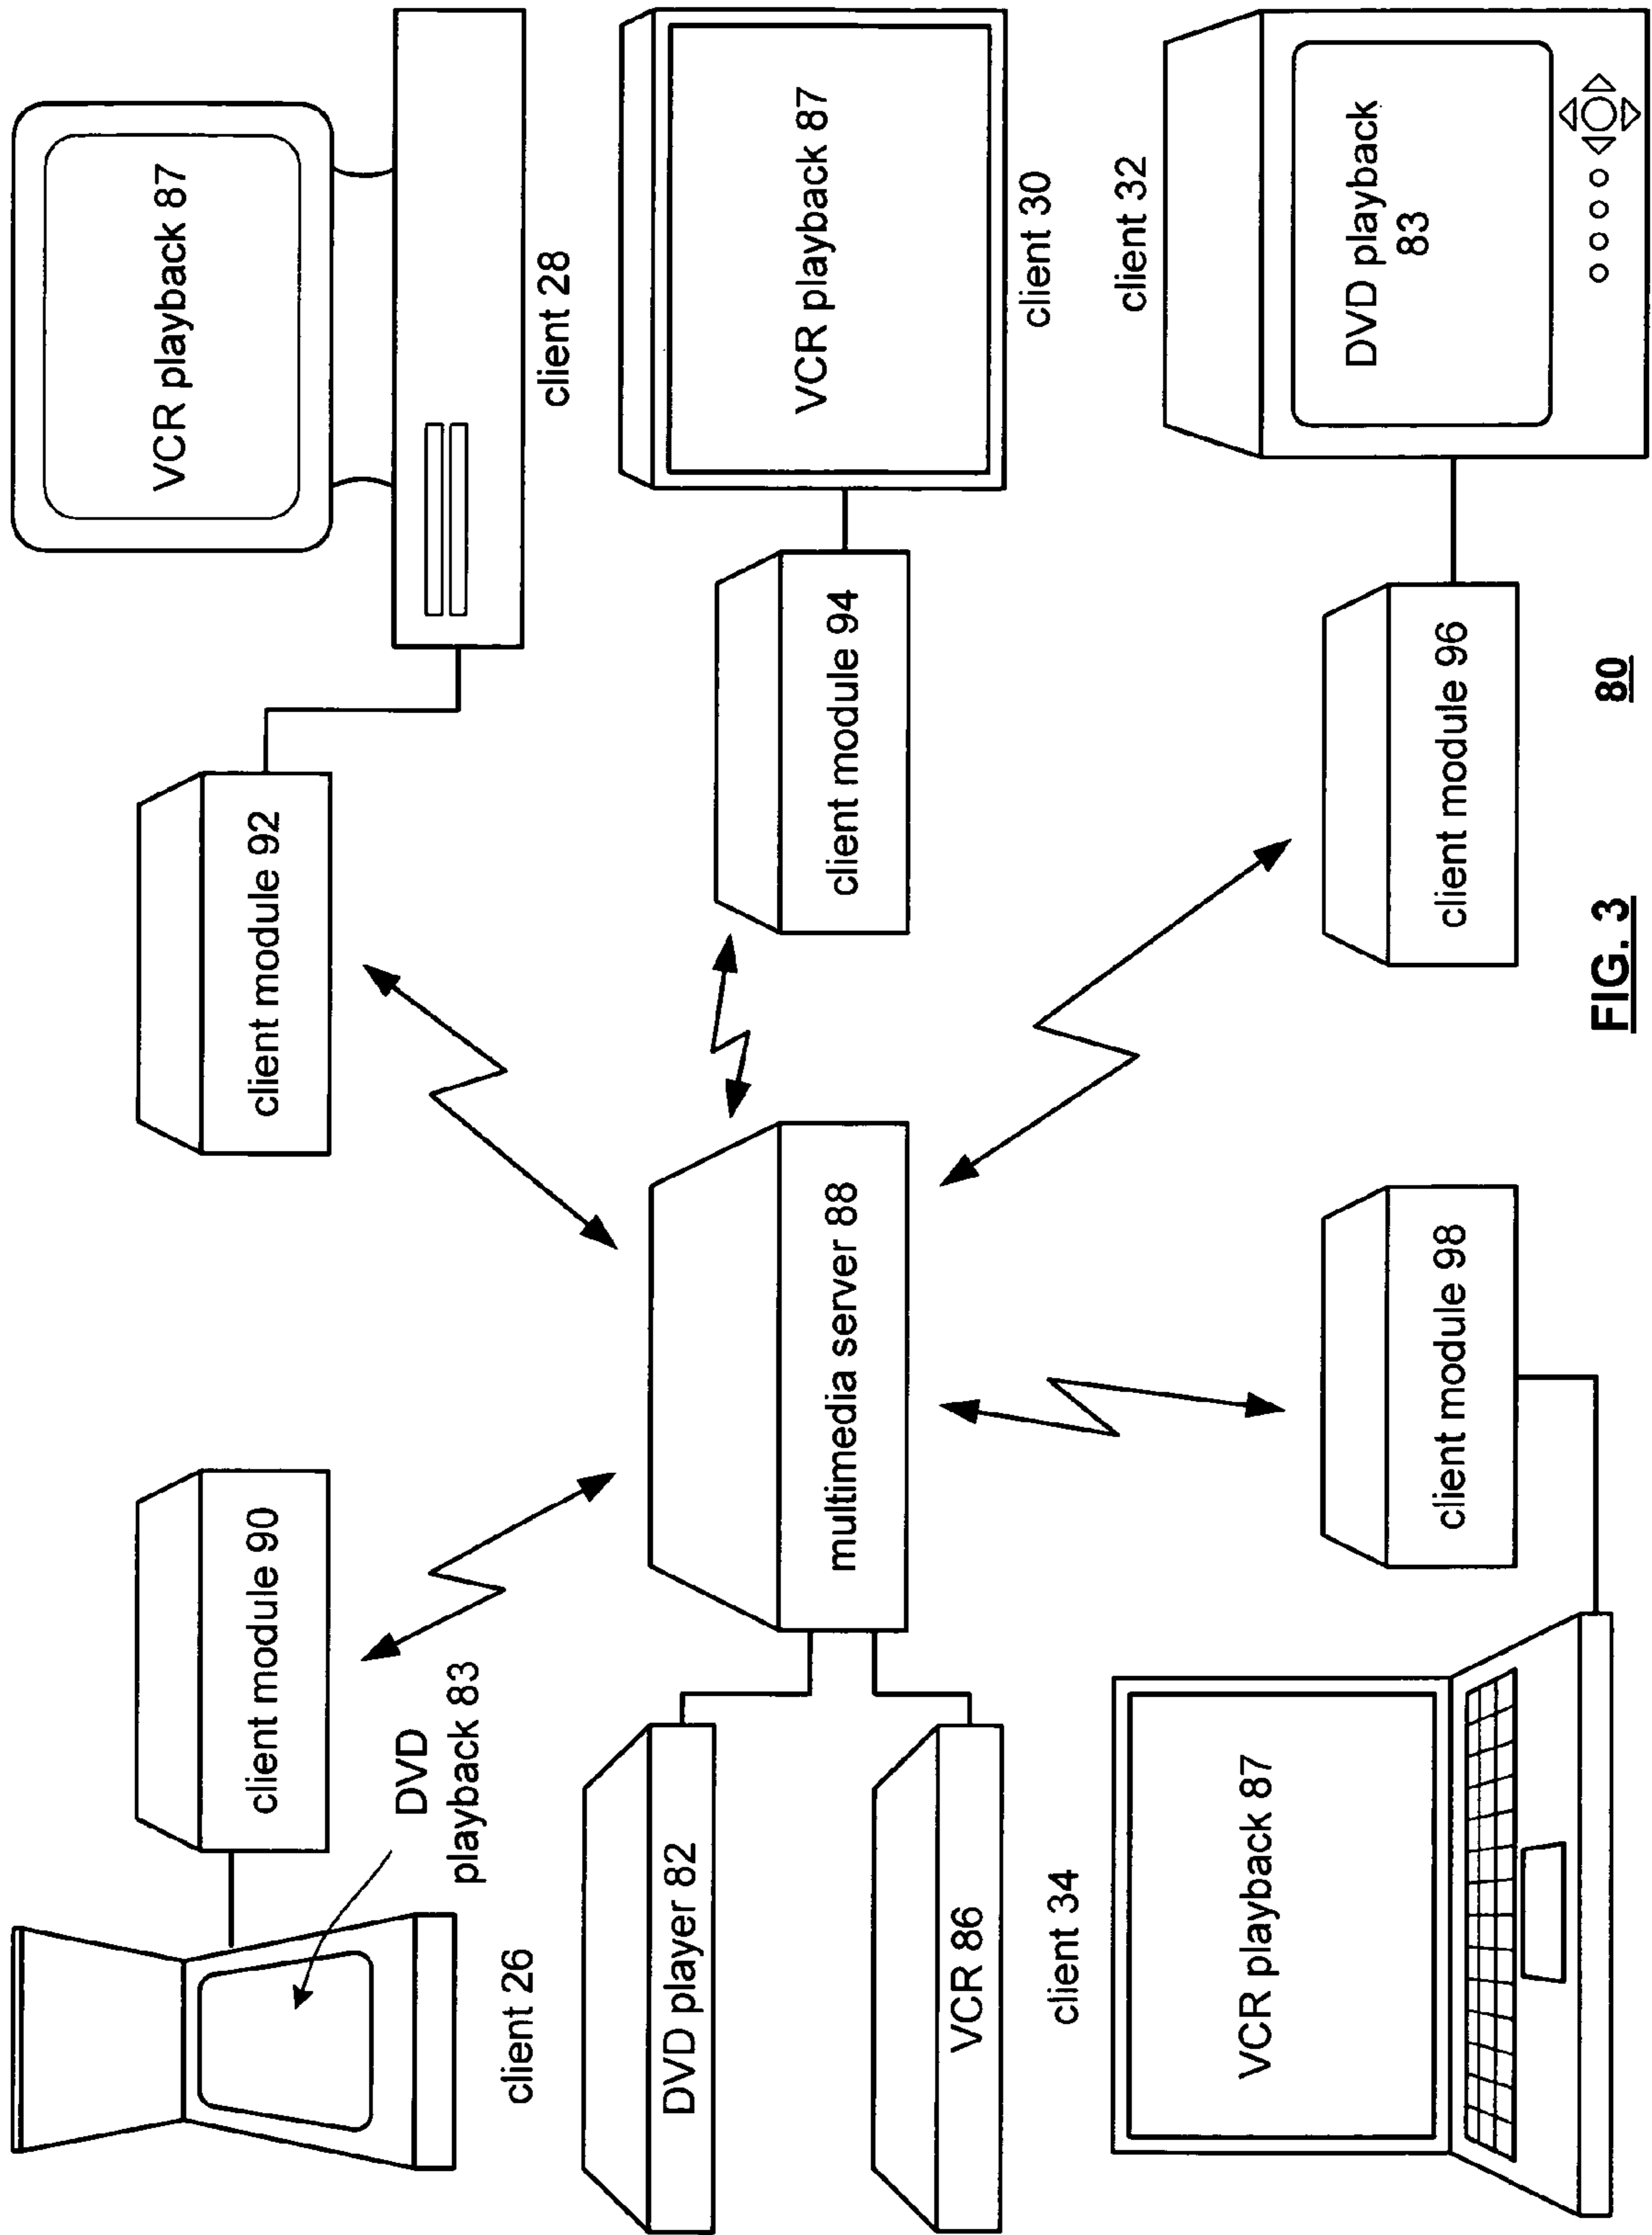 client module 90
DVD
playback 83
client 26
client module 92
VCR playback 87
client 28
DVD player 82
VCR 86
multimedia server 88
client module 94
VCR playback 87
client 30
client 34
VCR playback 87
client module 98
client module 96
client 32
DVD playback
83
FIG. 3
80